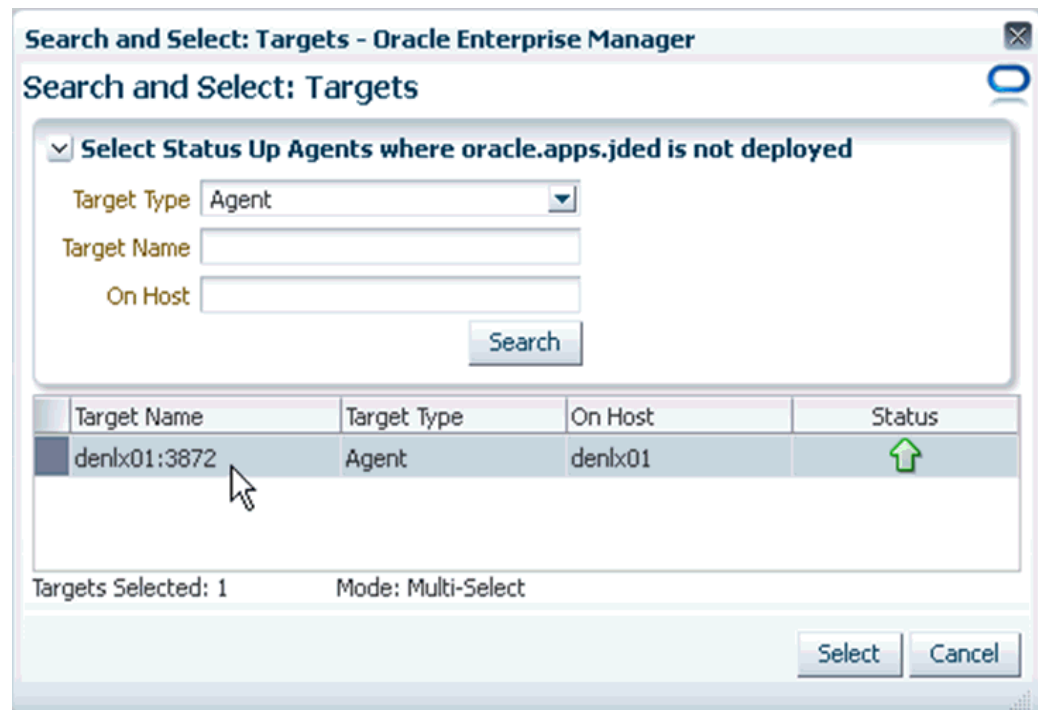 Search and Select: Targets - Oracle Enterprise Manager
Search and Select: Targets
Select Status Up Agents where oracle.apps.jded is not deployed
Target Type Agent
Target Name
On Host
Search
Target Name Target Type On Host Status
denlx01:3872 Agent denlx01
Targets Selected: 1 Mode: Multi-Select
Select Cancel